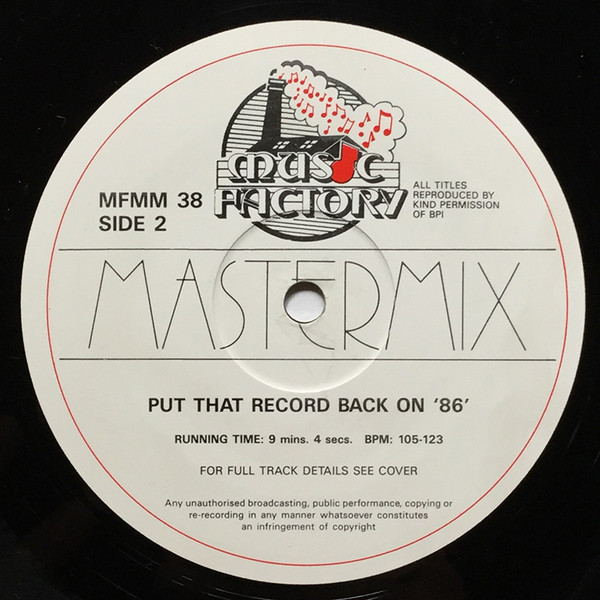 MUSIC
FACTORY
MFMM 38
SIDE 2
ALL TITLES
REPRODUCED BY
KIND PERMISSION
OF BPI
MASTERMIX
PUT THAT RECORD BACK ON ‘86’
RUNNING TIME: 9 mins. 4 secs. BPM: 105-123
FOR FULL TRACK DETAILS SEE COVER
Any unauthorised broadcasting, public performance, copying or
re-recording in any manner whatsoever constitutes
an infringement of copyright